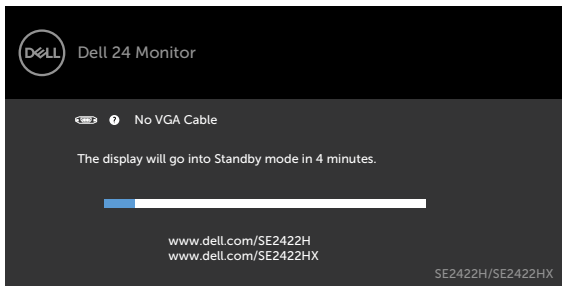 DELL
Dell 24 Monitor
? No VGA Cable
The display will go into Standby mode in 4 minutes.
www.dell.com/SE2422H
www.dell.com/SE2422HX
SE2422H/SE2422HX